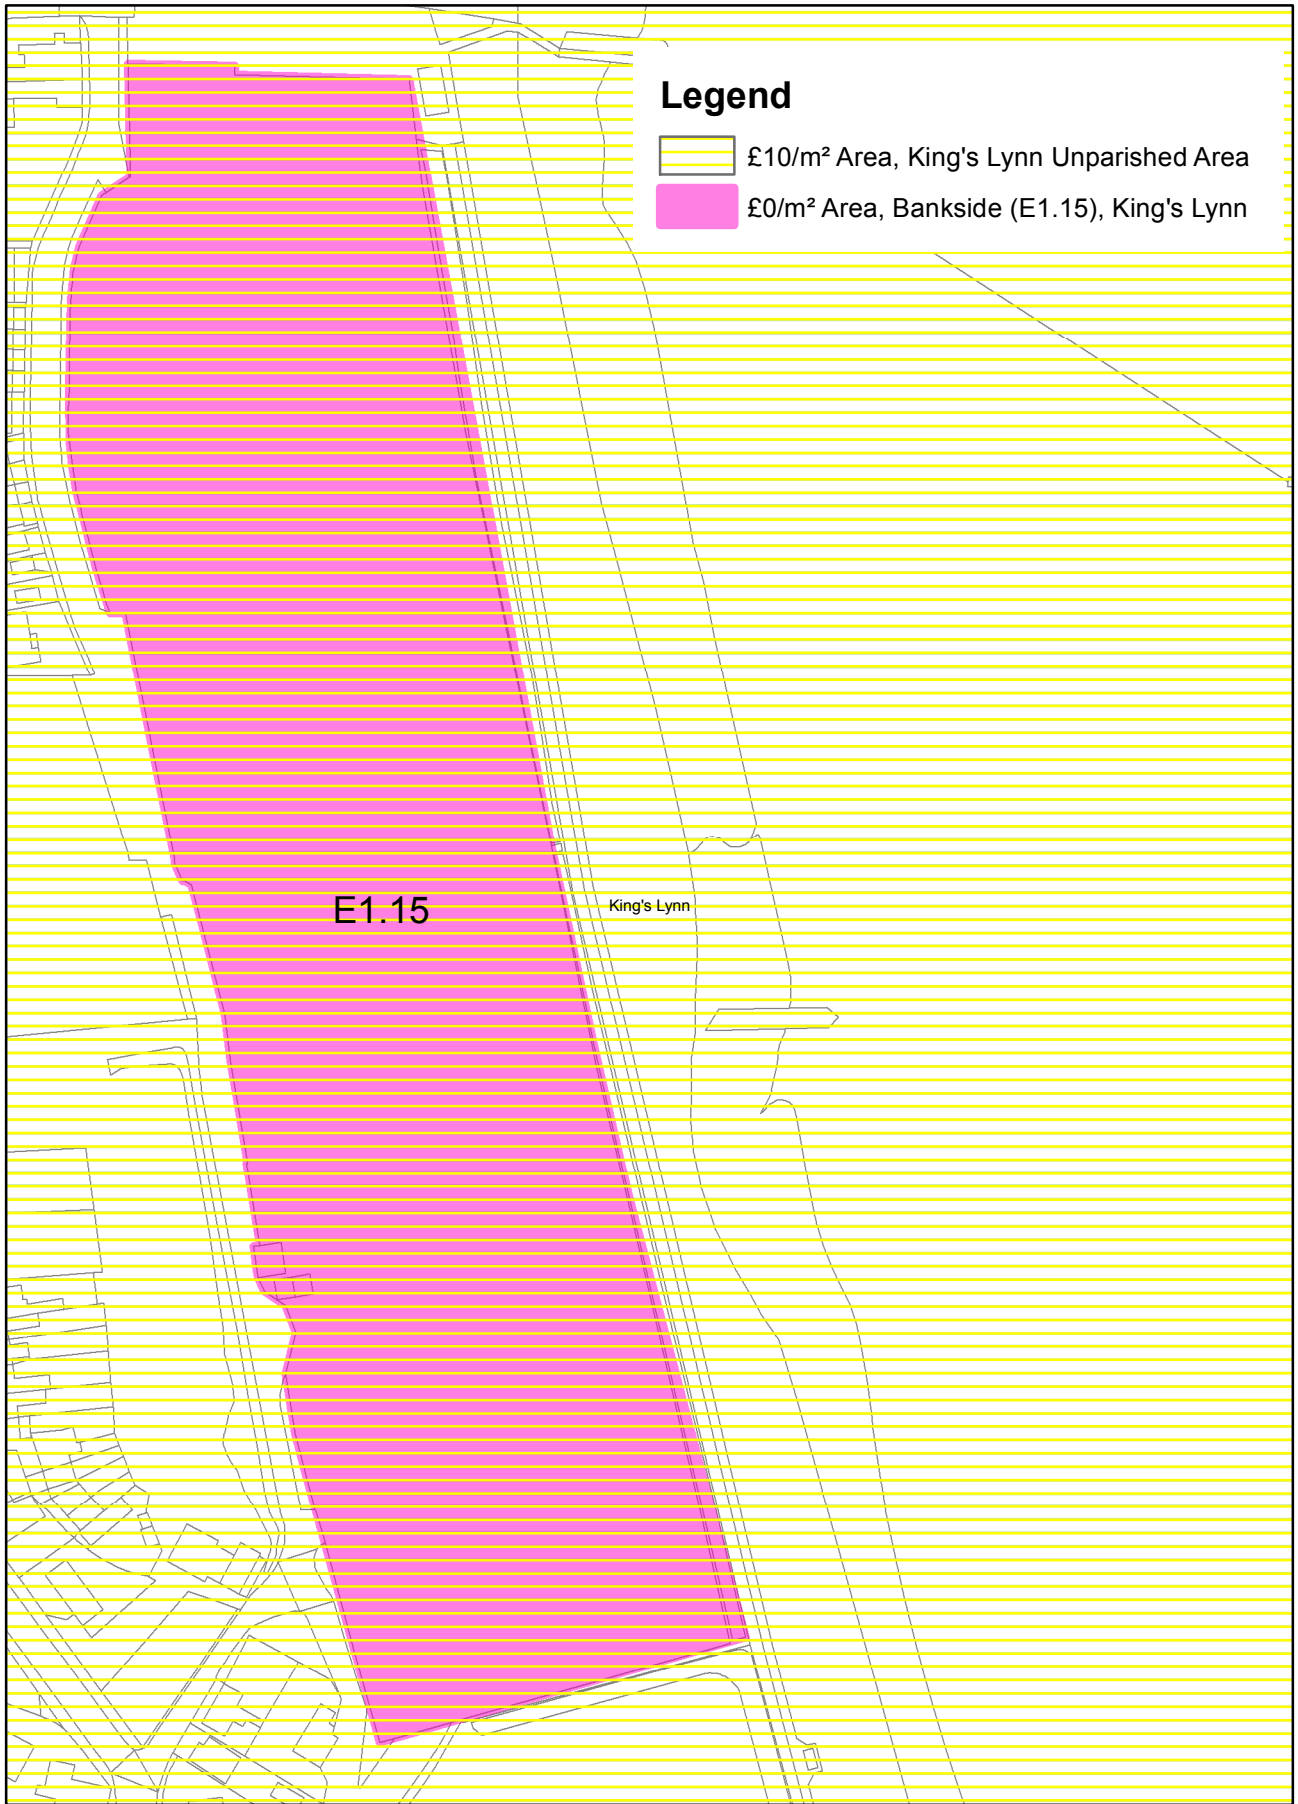 Legend
£10/m² Area, King's Lynn Unparished Area
£0/m² Area, Bankside (E1.15), King's Lynn
E1.15
King's Lynn